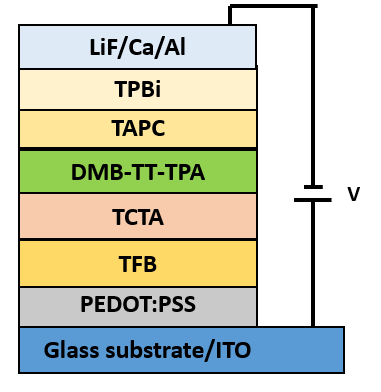 LiF/Ca/Al
TPBi
TAPC
DMB-TT-TPA
V
TCTA
TFB
PEDOT:PSS
Glass substrate/ITO